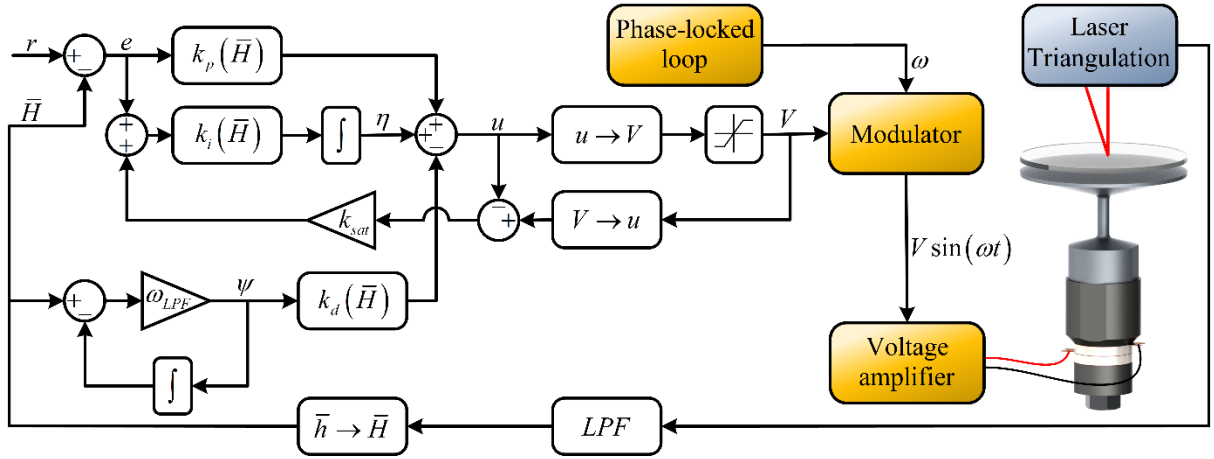 r
+
−
e
k_p(H̅)
Phase-locked
loop
Laser
Triangulation
ω
H̅
+
+
k_i(H̅)
∫
η
+
+
−
u
u → V
V
Modulator
k_sat
−
+
V → u
V sin(ωt)
+
−
ω_LPF
ψ
k_d(H̅)
∫
Voltage
amplifier
h̅ → H̅
LPF